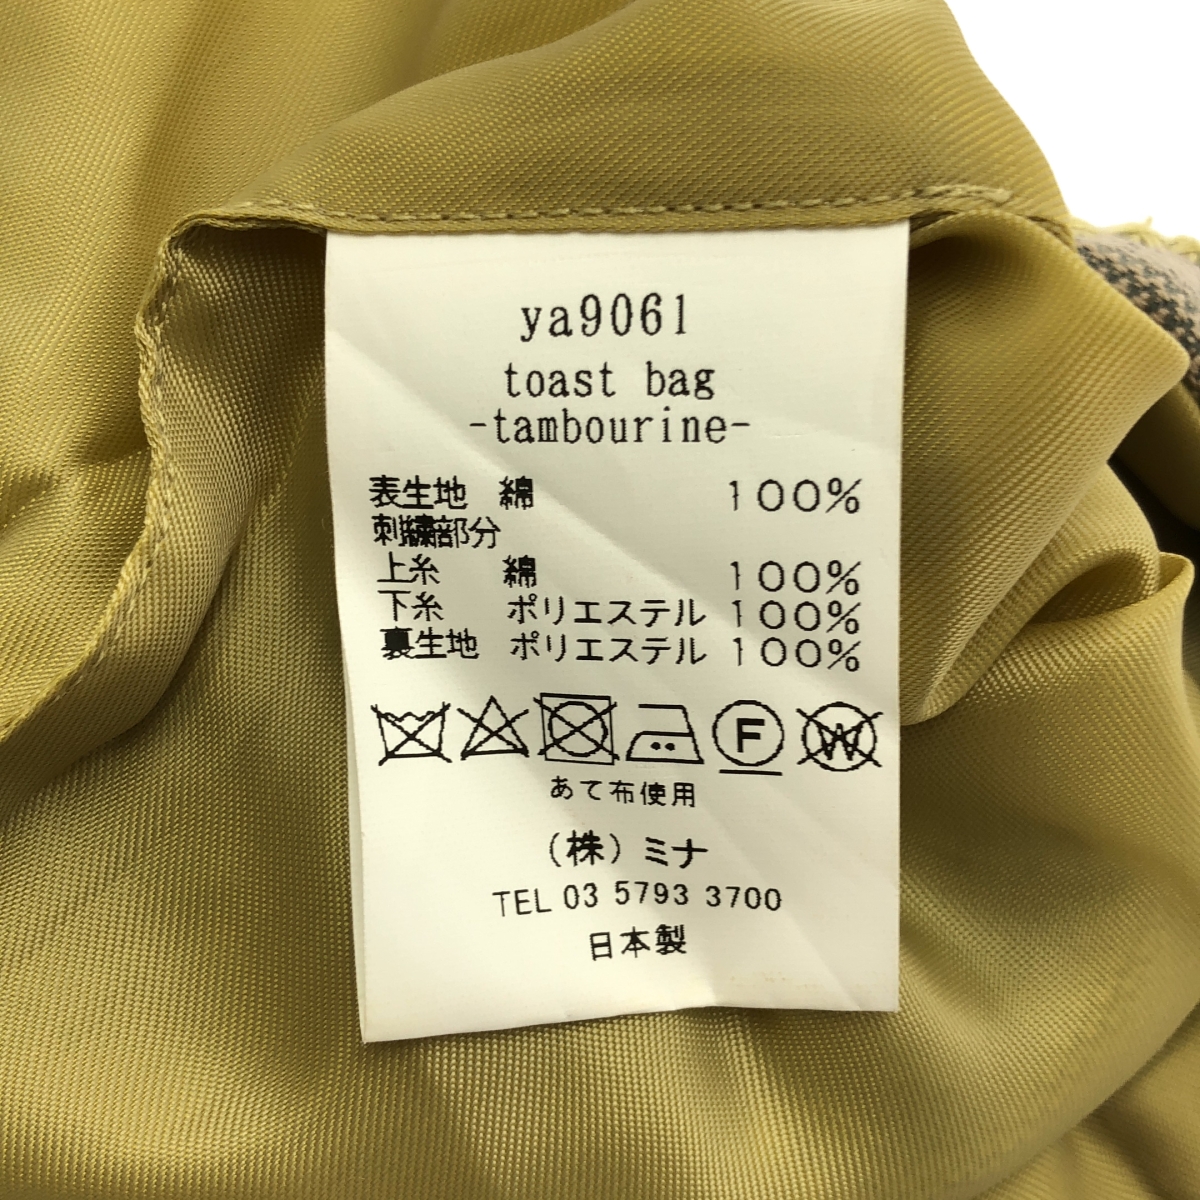 ya9061
toast bag
-tambourine-
表生地 綿 100%
刺繍部分
上糸 綿 100%
下糸 ポリエステル 100%
裏生地 ポリエステル 100%
F W
あて布使用
(株)ミナ
TEL 03 5793 3700
日本製